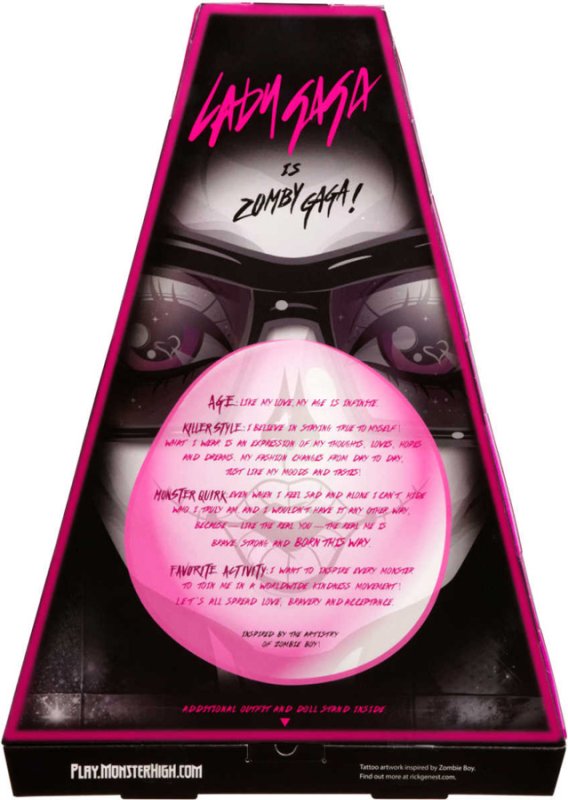 LADY GAGA
IS
ZOMBY GAGA!
AGE: LIKE MY LOVE MY AGE IS INFINITE
KILLER STYLE: I BELIEVE IN STAYING TRUE TO MYSELF!
WHAT I WEAR IS AN EXPRESSION OF MY THOUGHTS, LOVES, HOPES
AND DREAMS. MY FASHION CHANGES FROM DAY TO DAY,
JUST LIKE MY MOODS AND TASTES!
MONSTER QUIRK: EVEN WHEN I FEEL SAD AND ALONE I CAN'T HIDE
WHO I TRULY AM, AND I WOULDN'T HAVE IT ANY OTHER WAY,
BECAUSE – LIKE THE REAL YOU – THE REAL ME IS
BRAVE, STRONG AND BORN THIS WAY.
FAVORITE ACTIVITY: I WANT TO INSPIRE EVERY MONSTER
TO JOIN ME IN A WORLDWIDE KINDNESS MOVEMENT!
LET'S ALL SPREAD LOVE, BRAVERY AND ACCEPTANCE.
INSPIRED BY THE ARTISTRY
OF ZOMBIE BOY!
ADDITIONAL OUTFIT AND DOLL STAND INSIDE
PLAY.MONSTERHIGH.COM
Tattoo artwork inspired by Zombie Boy.
Find out more at rickgenest.com.